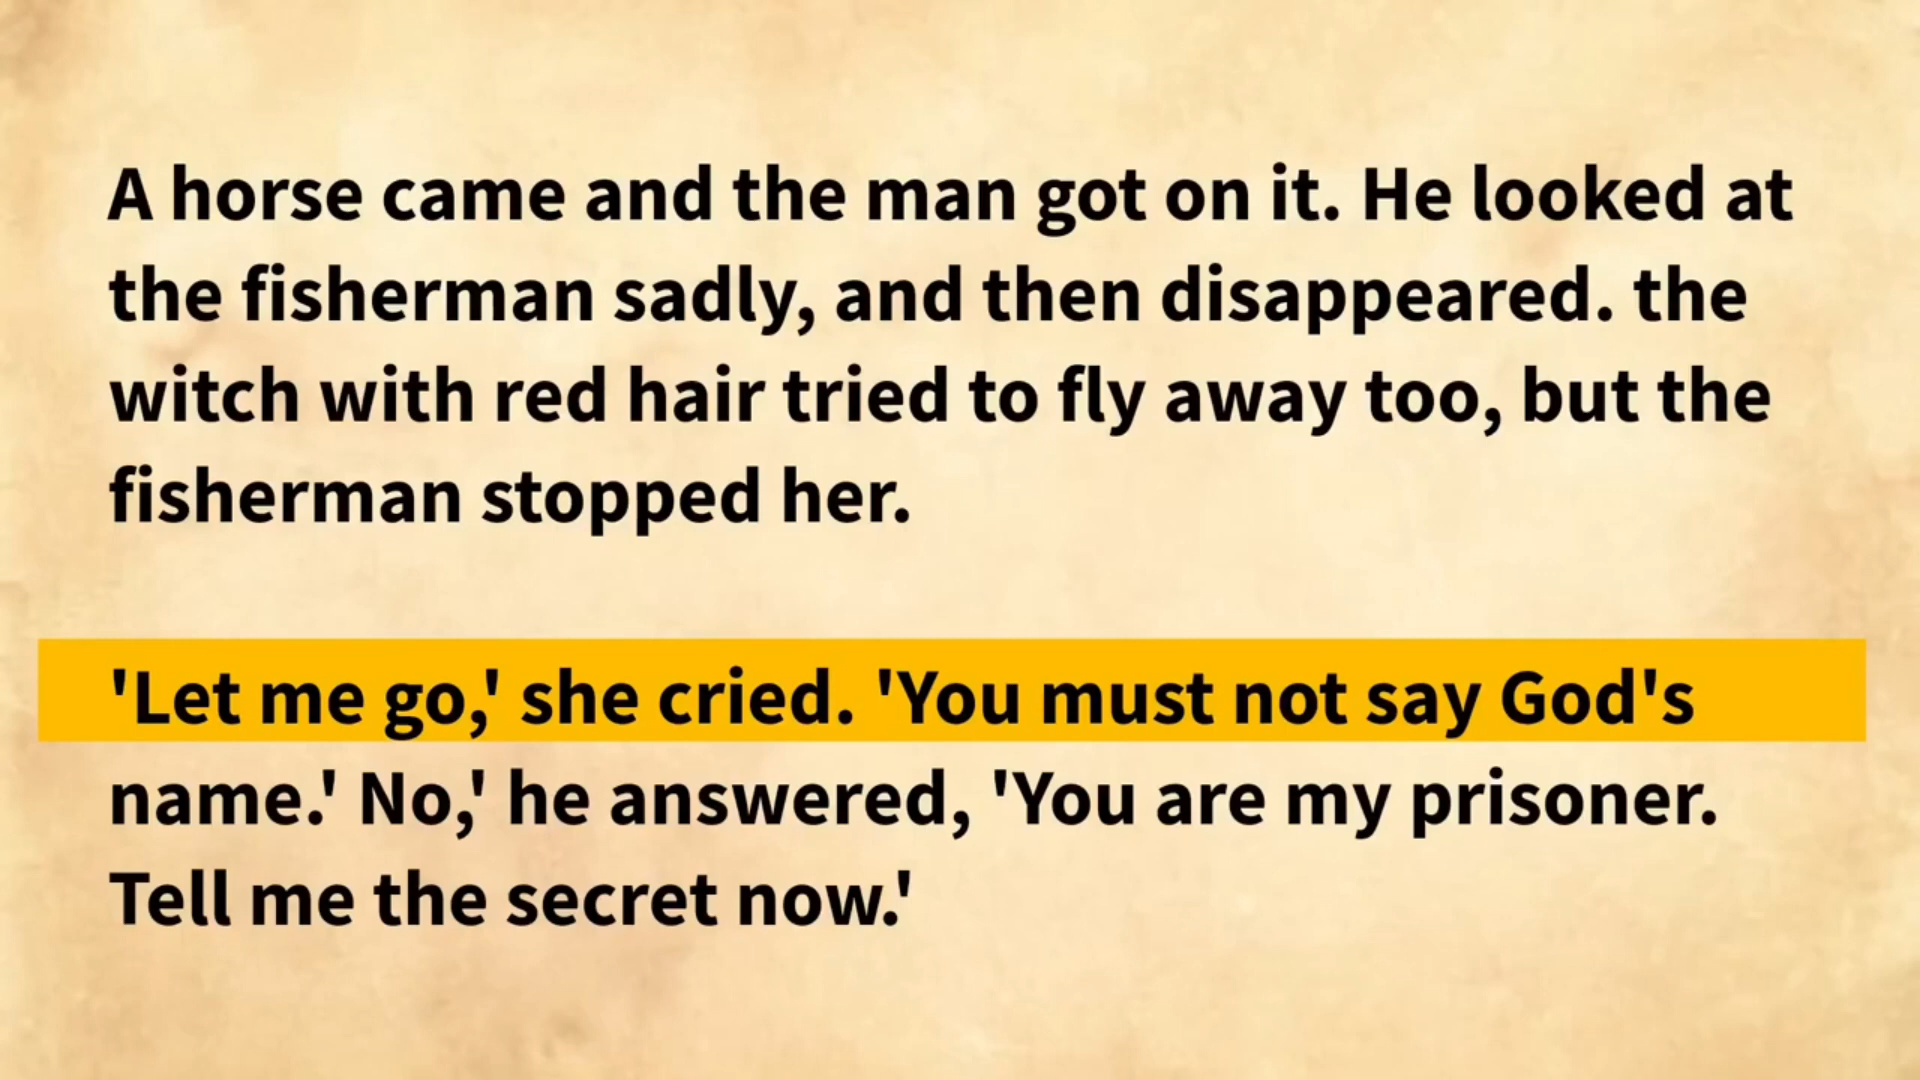 A horse came and the man got on it. He looked at
the fisherman sadly, and then disappeared. the
witch with red hair tried to fly away too, but the
fisherman stopped her.
'Let me go,' she cried. 'You must not say God's
name.' No,' he answered, 'You are my prisoner.
Tell me the secret now.'